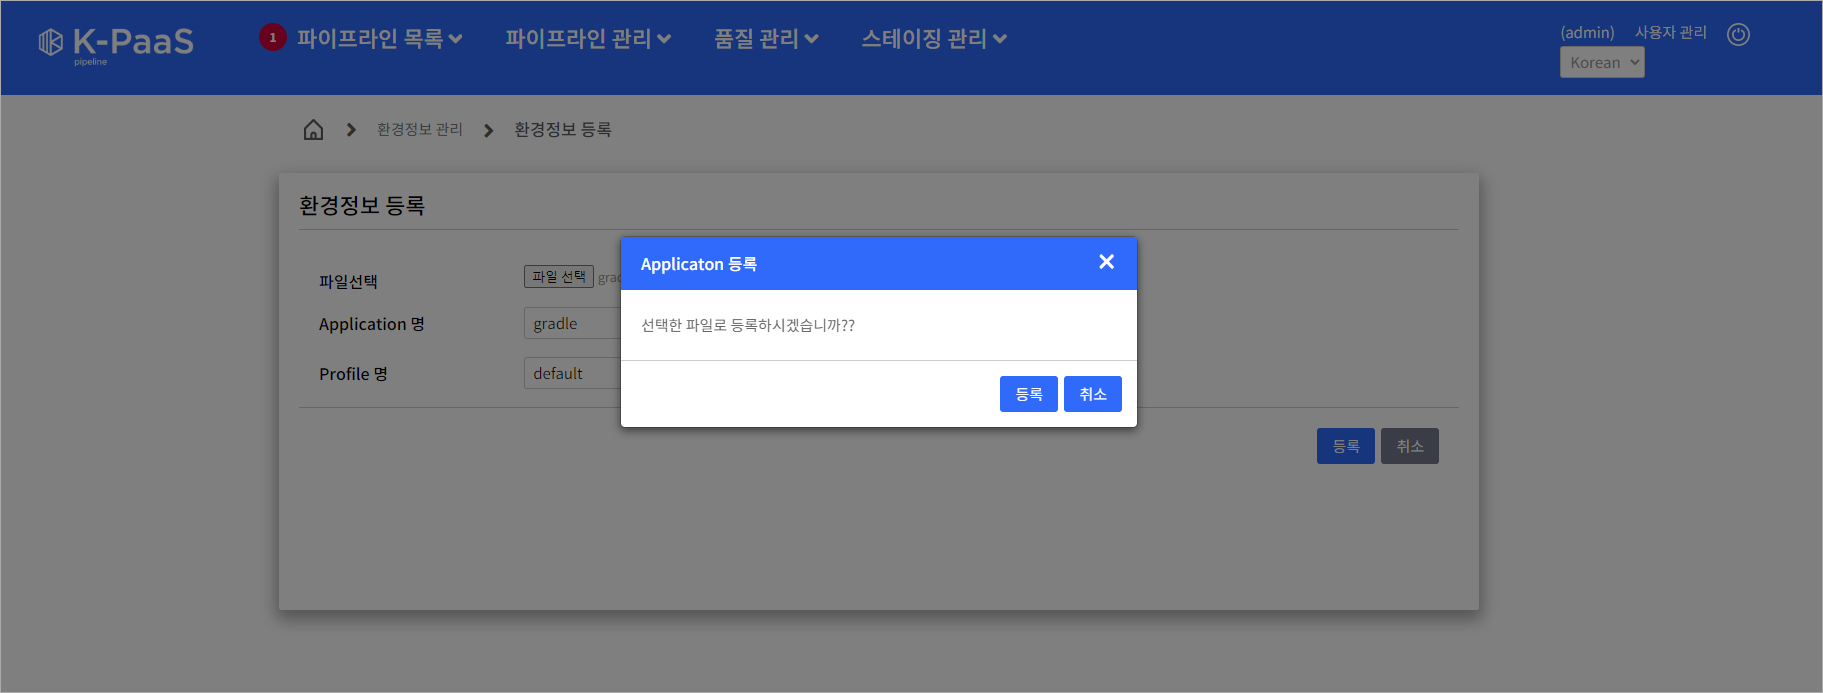 K-PaaS
pipeline
1 파이프라인 목록 파이프라인 관리 품질 관리 스테이징 관리
(admin) 사용자 관리
Korean
환경정보 관리 환경정보 등록
환경정보 등록
파일선택 파일 선택
Application 명 gradle
Profile 명 default
Applicaton 등록
선택한 파일로 등록하시겠습니까??
등록 취소
등록 취소